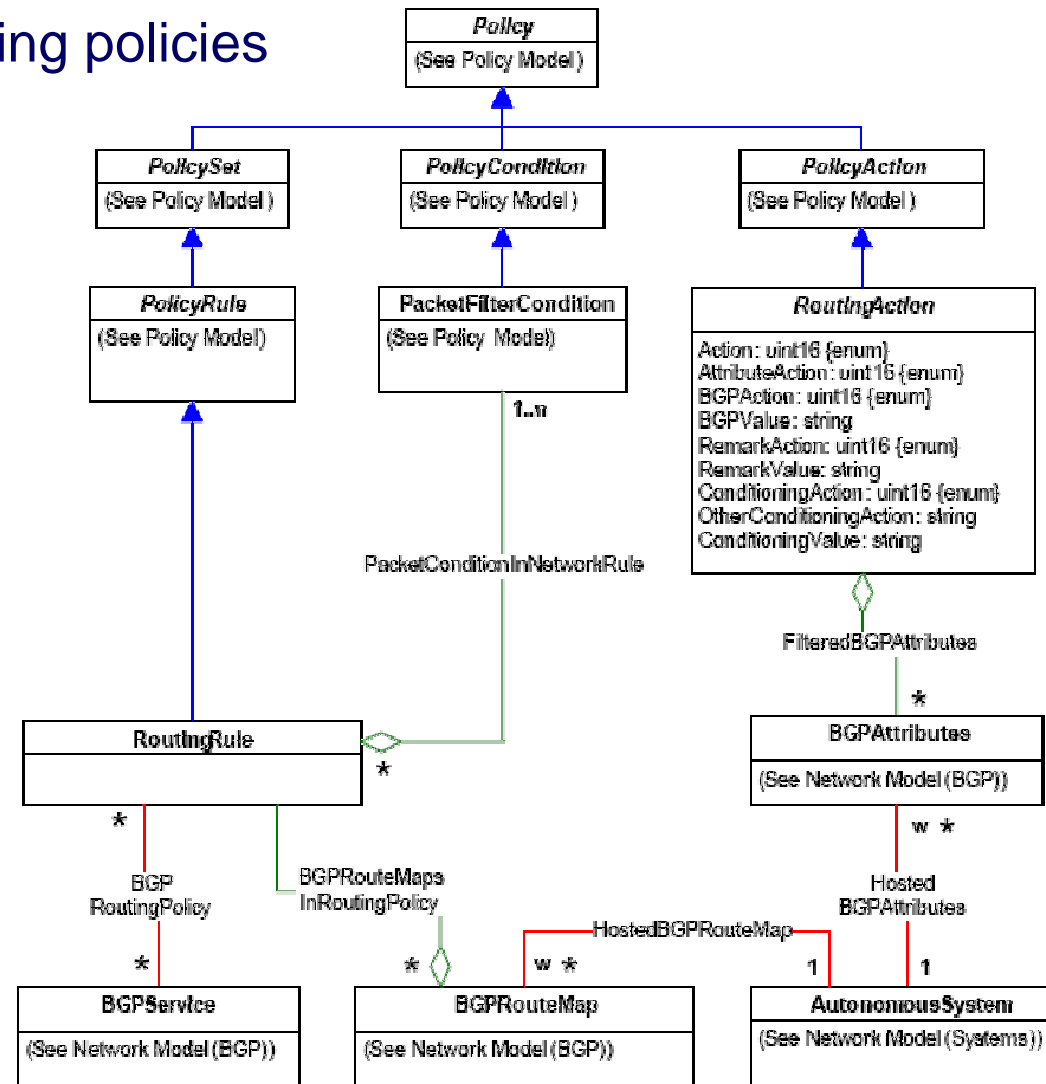 ing policies
Policy
(See Policy Model)
PolicySet
(See Policy Model)
PolicyCondition
(See Policy Model)
PolicyAction
(See Policy Model)
PolicyRule
(See Policy Model)
PacketFilterCondition
(See Policy Model)
RoutingAction
Action: uint16 {enum}
AttributeAction: uint16 {enum}
BGPAction: uint16 {enum}
BGPValue: string
RemarkAction: uint16 {enum}
RemarkValue: string
ConditioningAction: uint16 {enum}
OtherConditioningAction: string
ConditioningValue: string
1..n
PacketConditionInNetworkRule
FilteredBGPAttributes
*
RoutingRule
*
BGPAttributes
(See Network Model (BGP))
*
w *
BGP
RoutingPolicy
BGPRouteMaps
InRoutingPolicy
Hosted
BGPAttributes
HostedBGPRouteMap
*
*
w *
1
1
BGPService
(See Network Model (BGP))
BGPRouteMap
(See Network Model (BGP))
AutonomousSystem
(See Network Model (Systems))